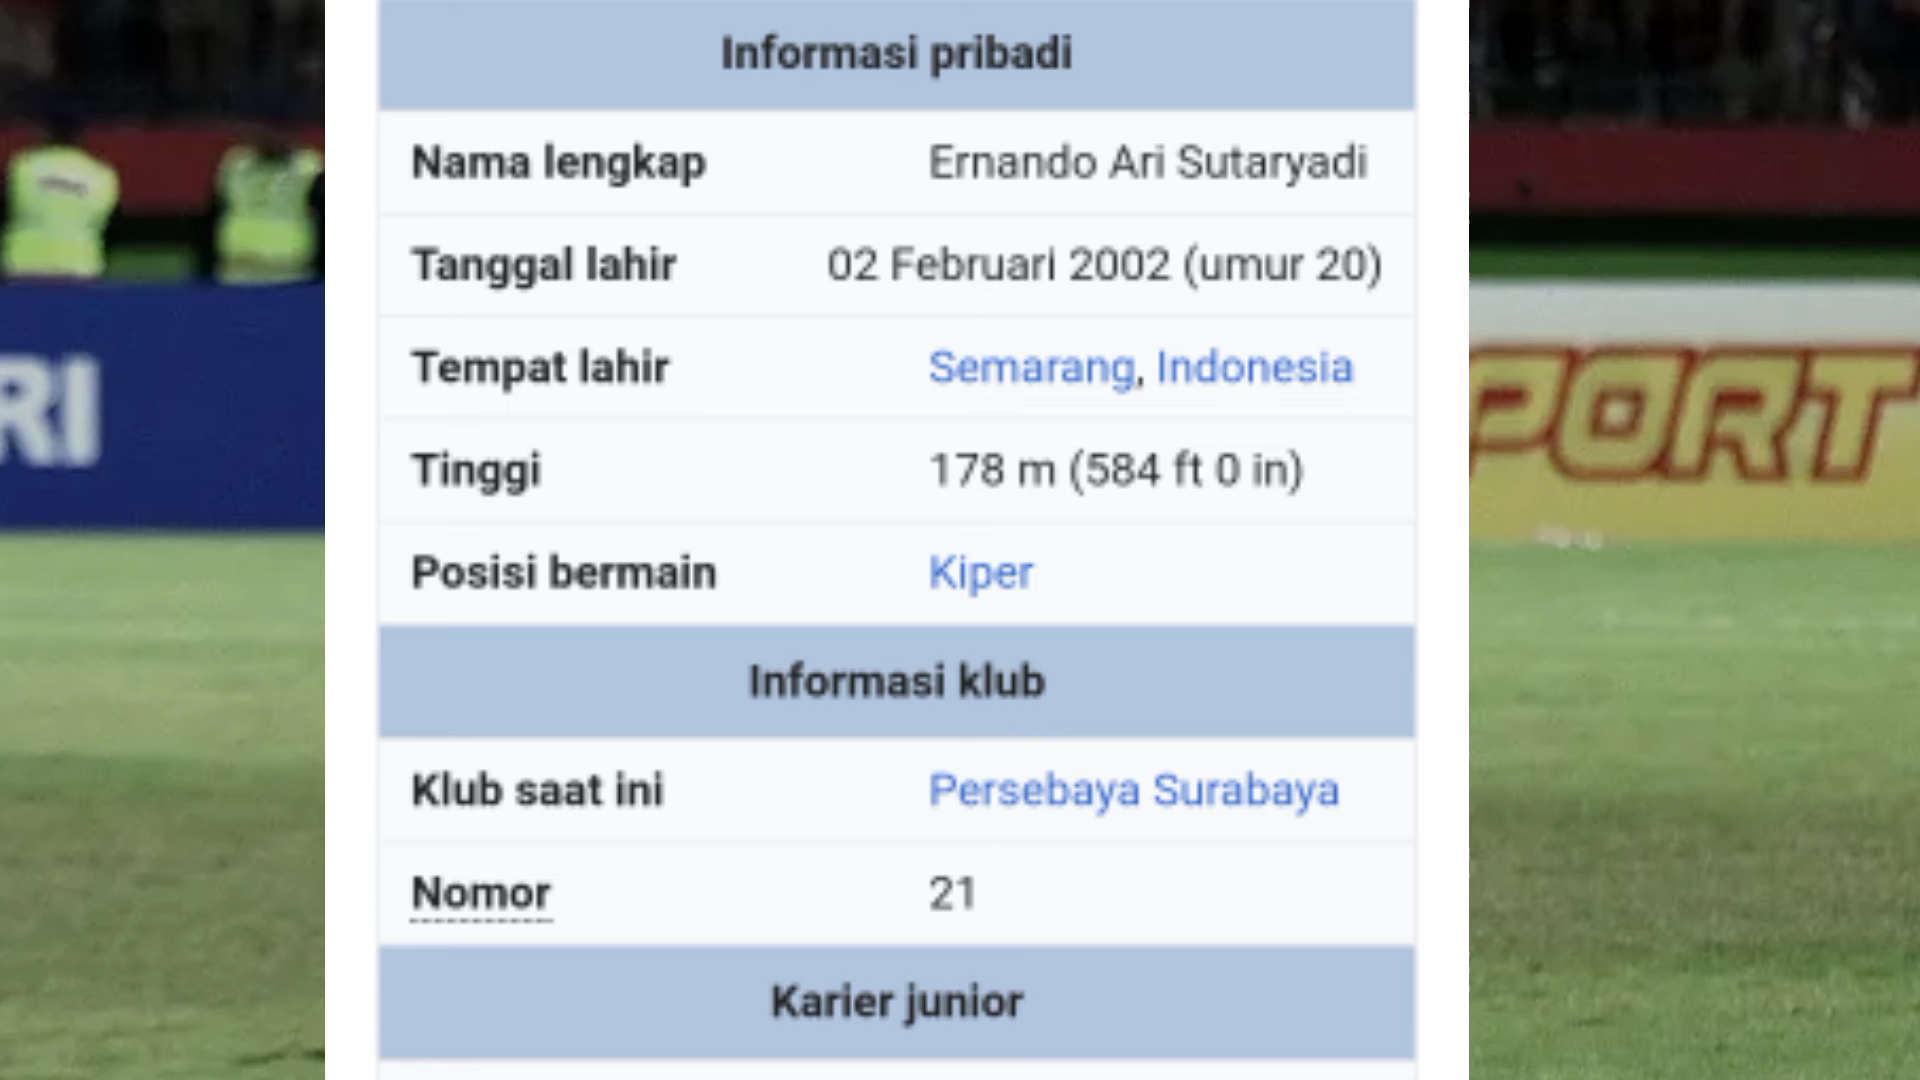 Informasi pribadi
Nama lengkap Ernando Ari Sutaryadi
Tanggal lahir 02 Februari 2002 (umur 20)
Tempat lahir Semarang, Indonesia
Tinggi 178 m (584 ft 0 in)
Posisi bermain Kiper
Informasi klub
Klub saat ini Persebaya Surabaya
Nomor 21
Karier junior
RI
PORT